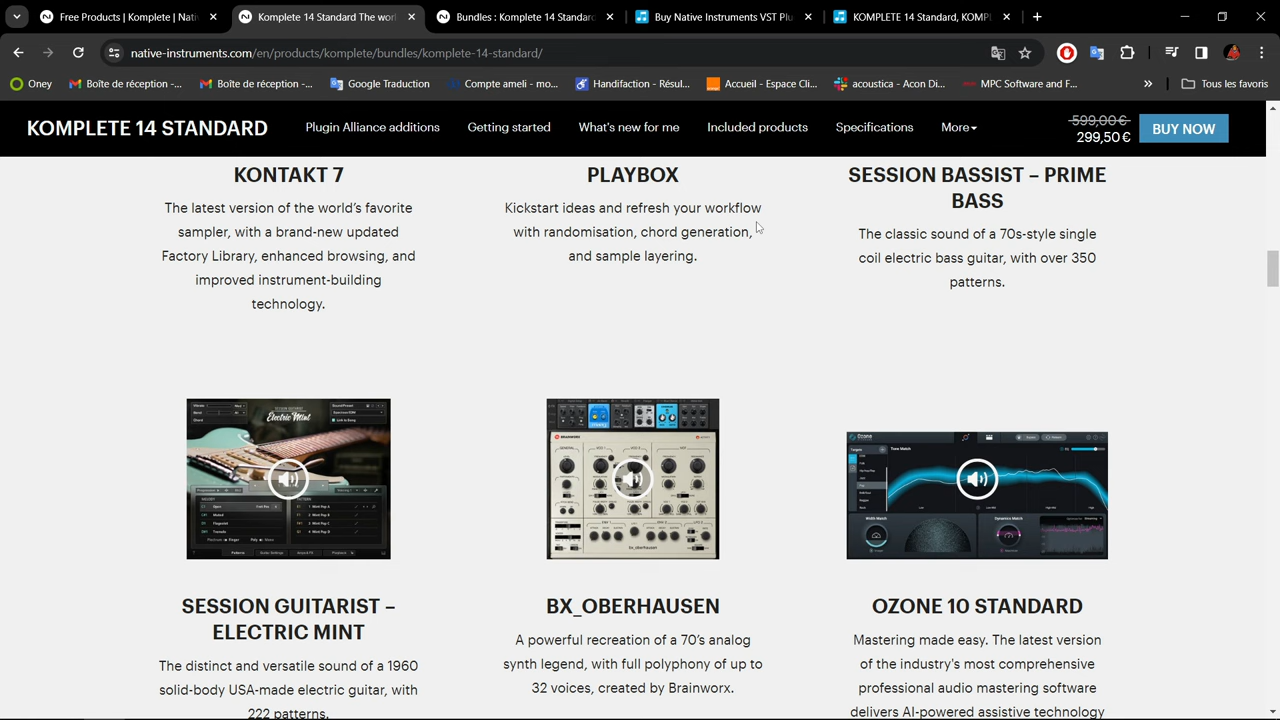 Free Products | Komplete | Nati
Komplete 14 Standard The worl
Bundles : Komplete 14 Standard
Buy Native Instruments VST Plu
KOMPLETE 14 Standard, KOMPL
native-instruments.com/en/products/komplete/bundles/komplete-14-standard/
Oney
Boîte de réception -...
Boîte de réception -...
Google Traduction
Compte ameli - mo...
Handifaction - Résul...
Accueil - Espace Cli...
acoustica - Acon Di...
MPC Software and F...
Tous les favoris
KOMPLETE 14 STANDARD
Plugin Alliance additions
Getting started
What's new for me
Included products
Specifications
More
599,00 €
299,50 €
BUY NOW
KONTAKT 7
The latest version of the world's favorite
sampler, with a brand-new updated
Factory Library, enhanced browsing, and
improved instrument-building
technology.
PLAYBOX
Kickstart ideas and refresh your workflow
with randomisation, chord generation,
and sample layering.
SESSION BASSIST – PRIME
BASS
The classic sound of a 70s-style single
coil electric bass guitar, with over 350
patterns.
Electric Mint
bx_oberhausen
Ozone
SESSION GUITARIST –
ELECTRIC MINT
The distinct and versatile sound of a 1960
solid-body USA-made electric guitar, with
222 patterns.
BX_OBERHAUSEN
A powerful recreation of a 70's analog
synth legend, with full polyphony of up to
32 voices, created by Brainworx.
OZONE 10 STANDARD
Mastering made easy. The latest version
of the industry's most comprehensive
professional audio mastering software
delivers AI-powered assistive technology